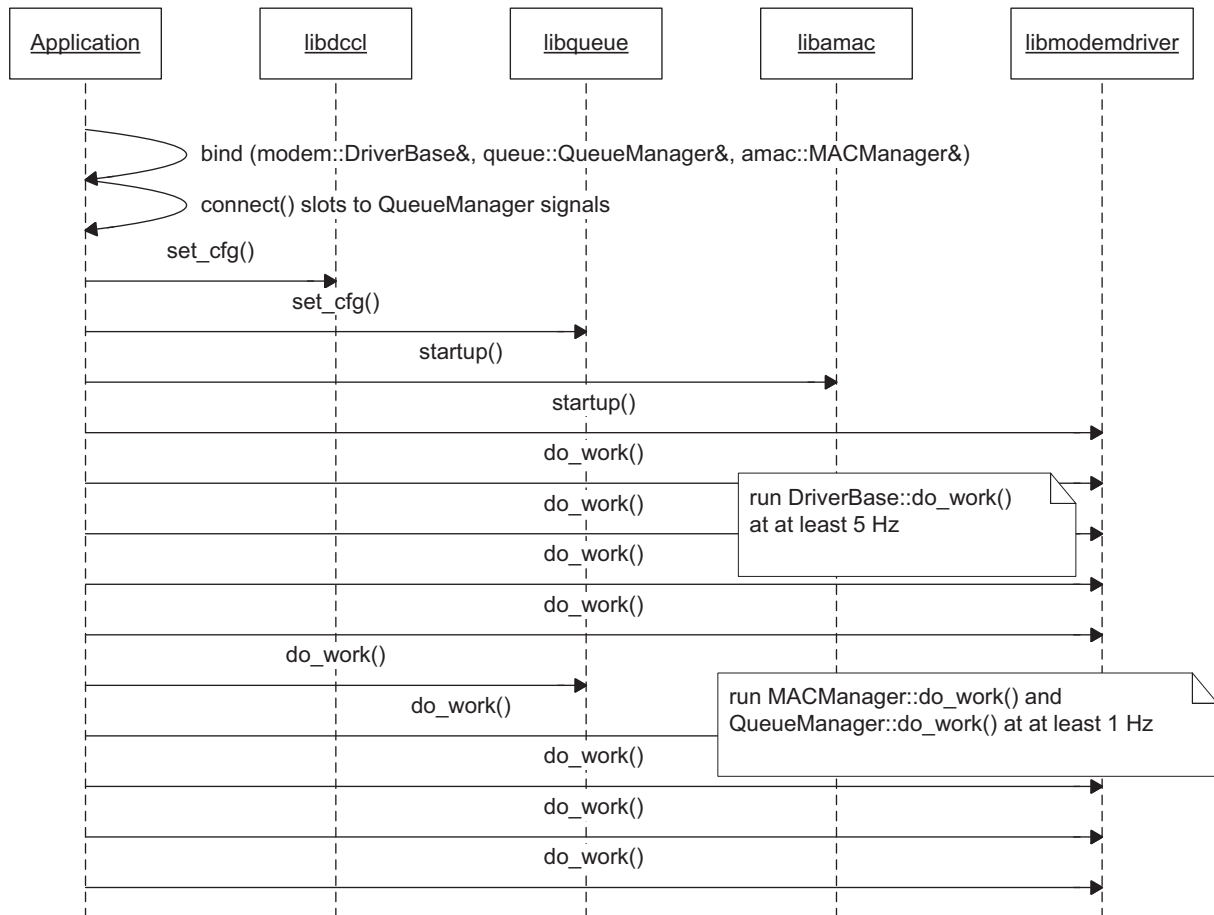 Application
libdccl
libqueue
libamac
libmodemdriver
bind (modem::DriverBase&, queue::QueueManager&, amac::MACManager&)
connect() slots to QueueManager signals
set_cfg()
set_cfg()
startup()
startup()
do_work()
run DriverBase::do_work()
at at least 5 Hz
do_work()
do_work()
do_work()
do_work()
run MACManager::do_work() and
QueueManager::do_work() at at least 1 Hz
do_work()
do_work()
do_work()
do_work()